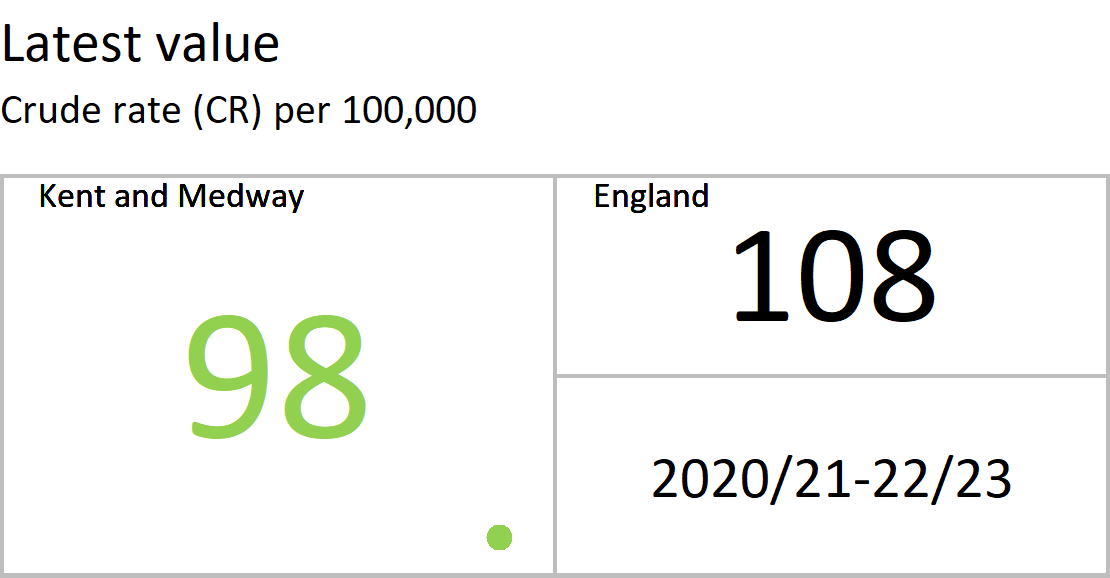 Latest value
Crude rate (CR) per 100,000
Kent and Medway
98
England
108
2020/21-22/23